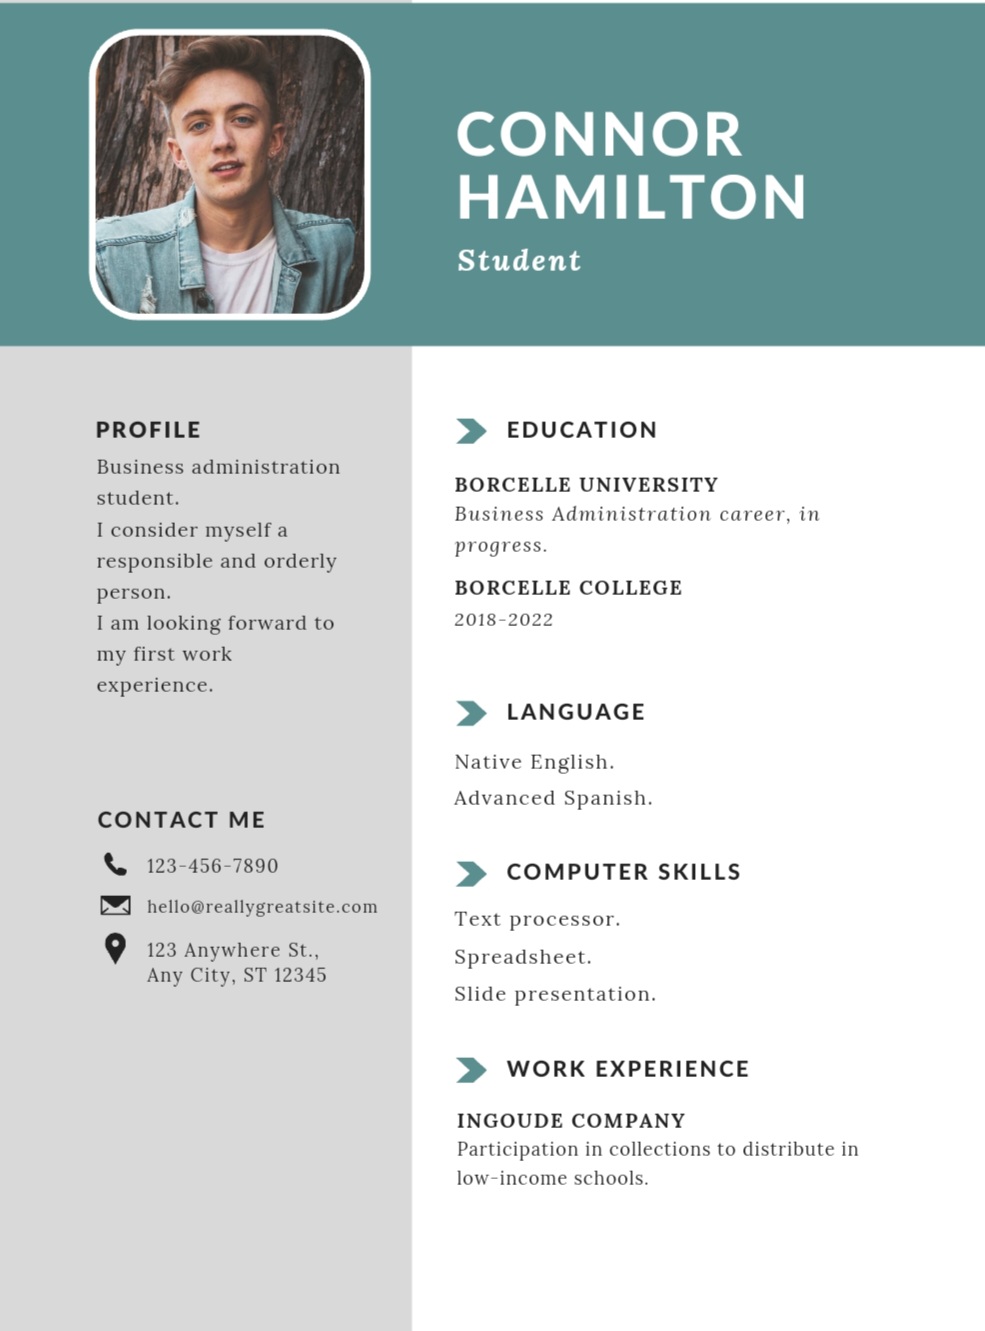 CONNOR
HAMILTON
Student
PROFILE
Business administration
student.
I consider myself a
responsible and orderly
person.
I am looking forward to
my first work
experience.
CONTACT ME
123-456-7890
hello@reallygreatsite.com
123 Anywhere St.,
Any City, ST 12345
EDUCATION
BORCELLE UNIVERSITY
Business Administration career, in
progress.
BORCELLE COLLEGE
2018-2022
LANGUAGE
Native English.
Advanced Spanish.
COMPUTER SKILLS
Text processor.
Spreadsheet.
Slide presentation.
WORK EXPERIENCE
INGOUDE COMPANY
Participation in collections to distribute in
low-income schools.